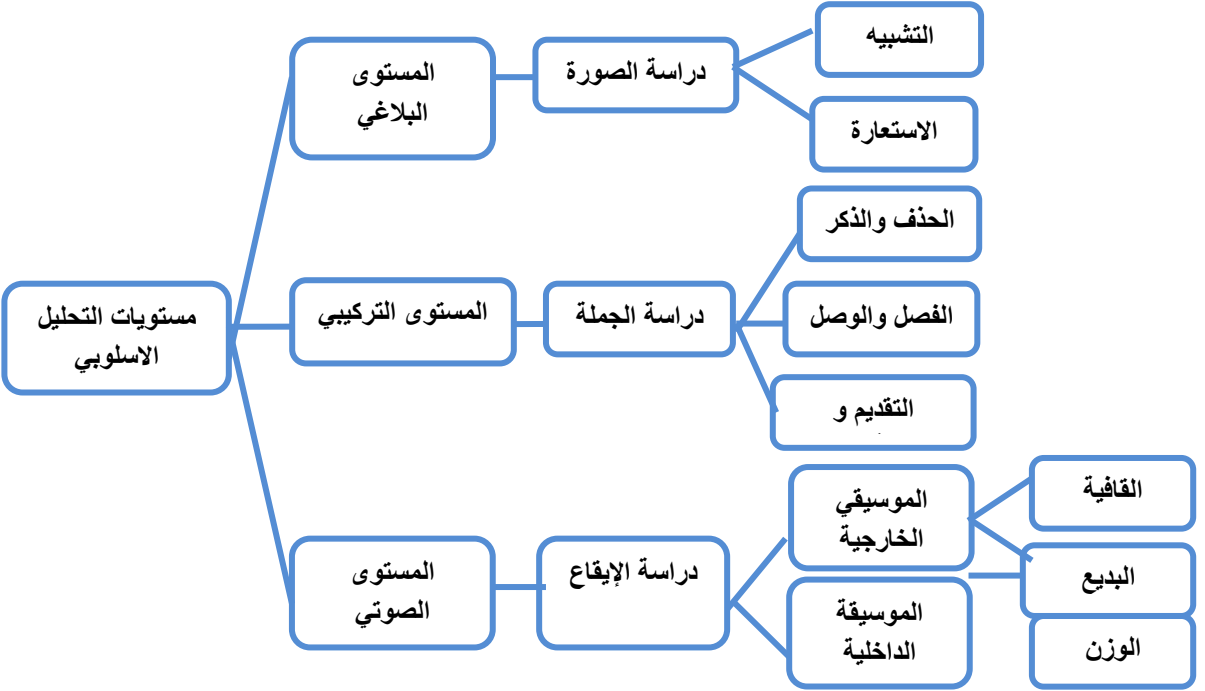 مستويات التحليل
الاسلوبي
المستوى
البلاغي
دراسة الصورة
التشبيه
الاستعارة
المستوى التركيبي
دراسة الجملة
الحذف والذكر
الفصل والوصل
التقديم و
المستوى
الصوتي
دراسة الإيقاع
الموسيقي
الخارجية
القافية
البديع
الموسيقة
الداخلية
الوزن